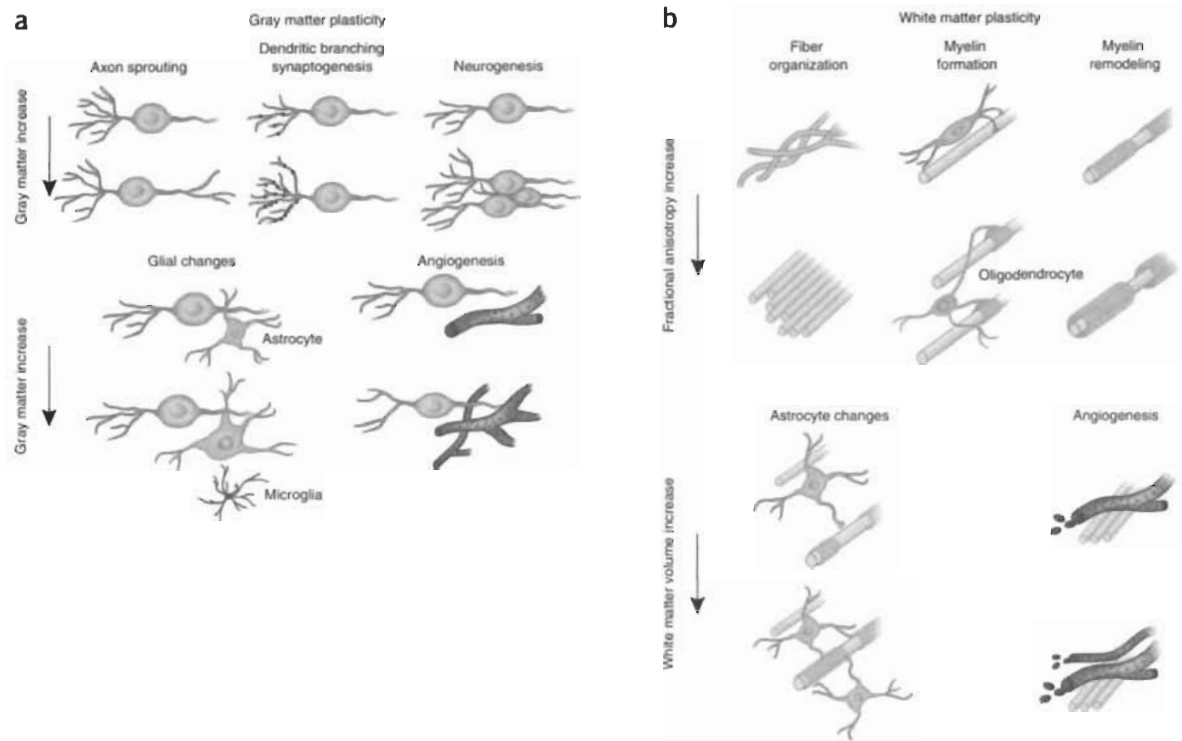 a
Gray matter plasticity
Axon sprouting
Dendritic branching
synaptogenesis
Neurogenesis
Gray matter increase
Glial changes
Angiogenesis
Astrocyte
Gray matter increase
Microglia
b
White matter plasticity
Fiber
organization
Myelin
formation
Myelin
remodeling
Fractional anisotropy increase
Oligodendrocyte
Astrocyte changes
Angiogenesis
White matter volume increase